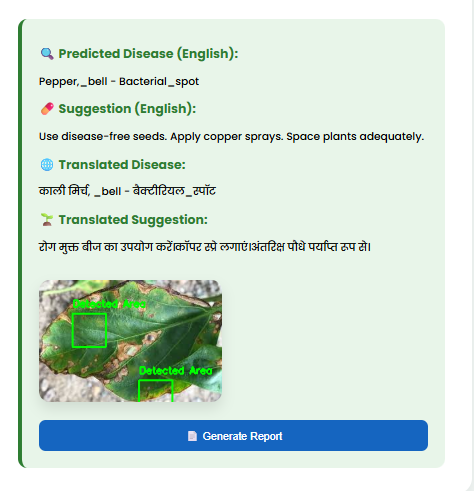 Predicted Disease (English):
Pepper,_bell - Bacterial_spot
Suggestion (English):
Use disease-free seeds. Apply copper sprays. Space plants adequately.
Translated Disease:
काली मिर्च, _bell - बैक्टीरियल_स्पॉट
Translated Suggestion:
रोग मुक्त बीज का उपयोग करें।कॉपर स्प्रे लगाएं।अंतरिक्ष पौधे पर्याप्त रूप से।
Detected Area
Detected Area
Generate Report